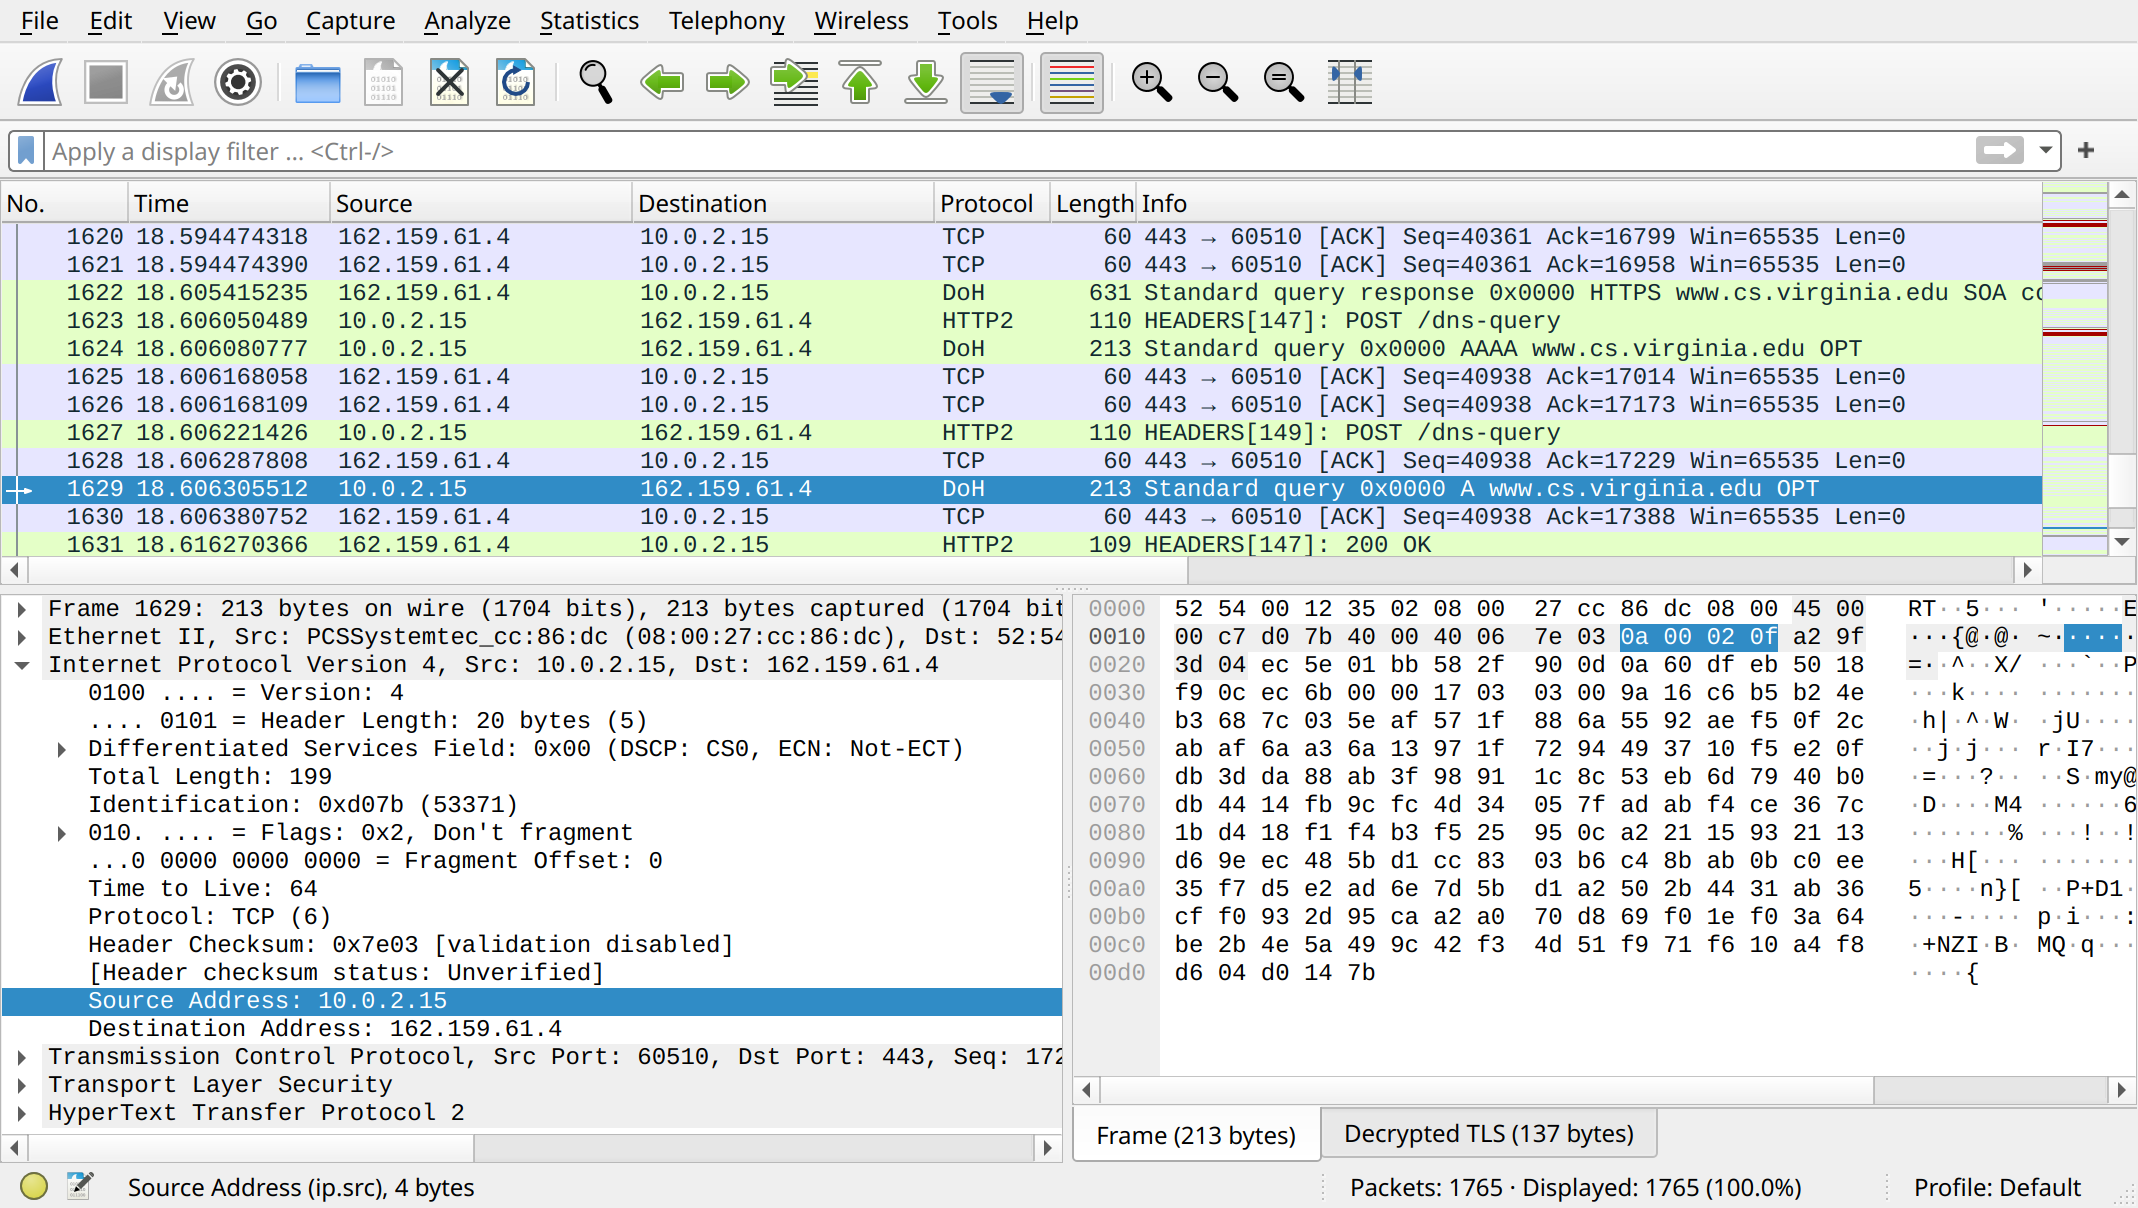 File Edit View Go Capture Analyze Statistics Telephony Wireless Tools Help
Apply a display filter ... <Ctrl-/>
No. Time Source Destination Protocol Length Info
1620 18.594474318 162.159.61.4 10.0.2.15 TCP 60 443 → 60510 [ACK] Seq=40361 Ack=16799 Win=65535 Len=0
1621 18.594474390 162.159.61.4 10.0.2.15 TCP 60 443 → 60510 [ACK] Seq=40361 Ack=16958 Win=65535 Len=0
1622 18.605415235 162.159.61.4 10.0.2.15 DoH 631 Standard query response 0x0000 HTTPS www.cs.virginia.edu SOA co
1623 18.606050489 10.0.2.15 162.159.61.4 HTTP2 110 HEADERS[147]: POST /dns-query
1624 18.606080777 10.0.2.15 162.159.61.4 DoH 213 Standard query 0x0000 AAAA www.cs.virginia.edu OPT
1625 18.606168058 162.159.61.4 10.0.2.15 TCP 60 443 → 60510 [ACK] Seq=40938 Ack=17014 Win=65535 Len=0
1626 18.606168109 162.159.61.4 10.0.2.15 TCP 60 443 → 60510 [ACK] Seq=40938 Ack=17173 Win=65535 Len=0
1627 18.606221426 10.0.2.15 162.159.61.4 HTTP2 110 HEADERS[149]: POST /dns-query
1628 18.606287808 162.159.61.4 10.0.2.15 TCP 60 443 → 60510 [ACK] Seq=40938 Ack=17229 Win=65535 Len=0
1629 18.606305512 10.0.2.15 162.159.61.4 DoH 213 Standard query 0x0000 A www.cs.virginia.edu OPT
1630 18.606380752 162.159.61.4 10.0.2.15 TCP 60 443 → 60510 [ACK] Seq=40938 Ack=17388 Win=65535 Len=0
1631 18.616270366 162.159.61.4 10.0.2.15 HTTP2 109 HEADERS[147]: 200 OK
Frame 1629: 213 bytes on wire (1704 bits), 213 bytes captured (1704 bit
Ethernet II, Src: PCSSystemtec_cc:86:dc (08:00:27:cc:86:dc), Dst: 52:54
Internet Protocol Version 4, Src: 10.0.2.15, Dst: 162.159.61.4
0100 .... = Version: 4
.... 0101 = Header Length: 20 bytes (5)
Differentiated Services Field: 0x00 (DSCP: CS0, ECN: Not-ECT)
Total Length: 199
Identification: 0xd07b (53371)
010. .... = Flags: 0x2, Don't fragment
...0 0000 0000 0000 = Fragment Offset: 0
Time to Live: 64
Protocol: TCP (6)
Header Checksum: 0x7e03 [validation disabled]
[Header checksum status: Unverified]
Source Address: 10.0.2.15
Destination Address: 162.159.61.4
Transmission Control Protocol, Src Port: 60510, Dst Port: 443, Seq: 172
Transport Layer Security
HyperText Transfer Protocol 2
0000 52 54 00 12 35 02 08 00 27 cc 86 dc 08 00 45 00 RT··5··· '·····E
0010 00 c7 d0 7b 40 00 40 06 7e 03 0a 00 02 0f a2 9f ···{@·@· ~······
0020 3d 04 ec 5e 01 bb 58 2f 90 0d 0a 60 df eb 50 18 =··^··X/ ···`··P
0030 f9 0c ec 6b 00 00 17 03 03 00 9a 16 c6 b5 b2 4e ···k···· ·······
0040 b3 68 7c 03 5e af 57 1f 88 6a 55 92 ae f5 0f 2c ·h|·^·W· ·jU····
0050 ab af 6a a3 6a 13 97 1f 72 94 49 37 10 f5 e2 0f ··j·j··· r·I7···
0060 db 3d da 88 ab 3f 98 91 1c 8c 53 eb 6d 79 40 b0 ·=···?·· ··S·my@
0070 db 44 14 fb 9c fc 4d 34 05 7f ad ab f4 ce 36 7c ·D····M4 ······6
0080 1b d4 18 f1 f4 b3 f5 25 95 0c a2 21 15 93 21 13 ·······% ···!··!
0090 d6 9e ec 48 5b d1 cc 83 03 b6 c4 8b ab 0b c0 ee ···H[··· ·······
00a0 35 f7 d5 e2 ad 6e 7d 5b d1 a2 50 2b 44 31 ab 36 5····n}[ ··P+D1·
00b0 cf f0 93 2d 95 ca a2 a0 70 d8 69 f0 1e f0 3a 64 ···-···· p·i···:
00c0 be 2b 4e 5a 49 9c 42 f3 4d 51 f9 71 f6 10 a4 f8 ·+NZI·B· MQ·q···
00d0 d6 04 d0 14 7b ····{
Frame (213 bytes) Decrypted TLS (137 bytes)
Source Address (ip.src), 4 bytes Packets: 1765 · Displayed: 1765 (100.0%) Profile: Default